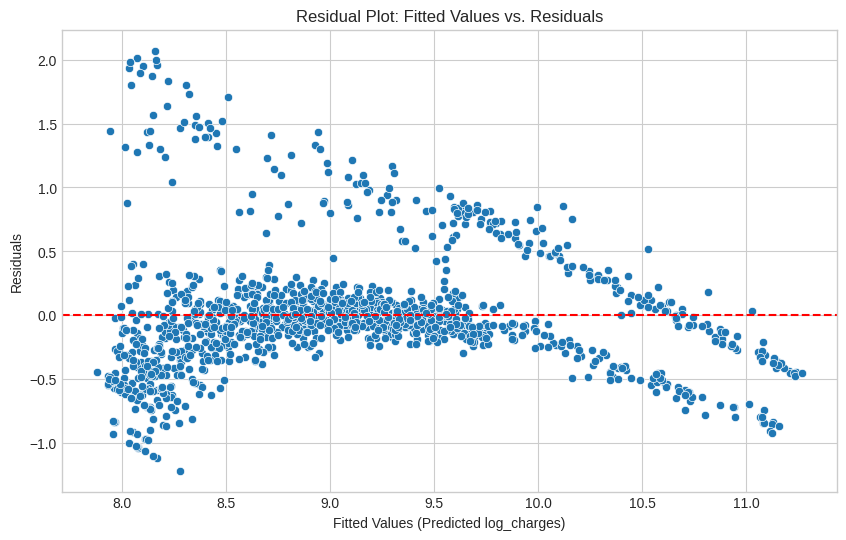 Residual Plot: Fitted Values vs. Residuals
Residuals
2.0
1.5
1.0
0.5
0.0
−0.5
−1.0
8.0 8.5 9.0 9.5 10.0 10.5 11.0
Fitted Values (Predicted log_charges)